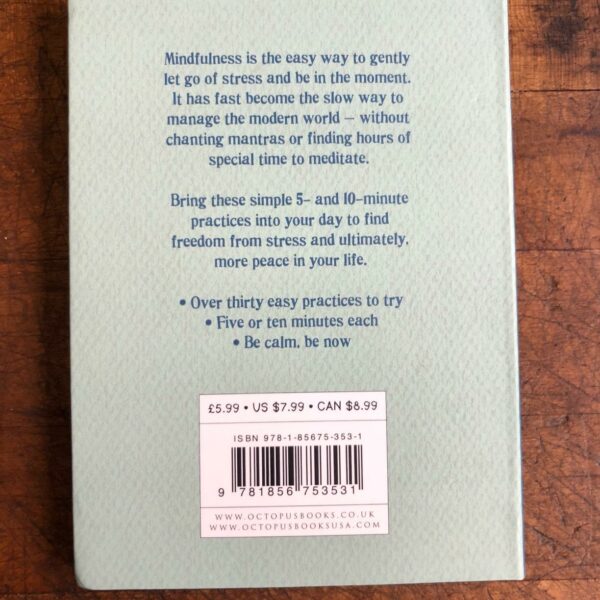 Mindfulness is the easy way to gently
let go of stress and be in the moment.
It has fast become the slow way to
manage the modern world – without
chanting mantras or finding hours of
special time to meditate.
Bring these simple 5- and 10-minute
practices into your day to find
freedom from stress and ultimately,
more peace in your life.
• Over thirty easy practices to try
• Five or ten minutes each
• Be calm, be now
£5.99 • US $7.99 • CAN $8.99
ISBN 978-1-85675-353-1
9 781856 753531
WWW.OCTOPUSBOOKS.CO.UK
WWW.OCTOPUSBOOKSUSA.COM